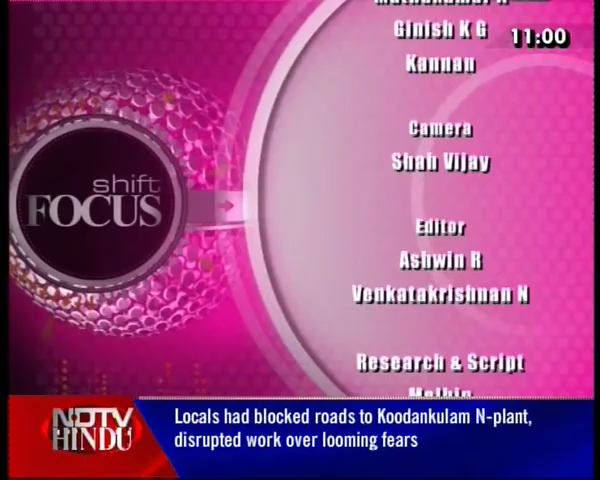 Ginish K G
11:00
Kannan
Camera
Shah Vijay
shift
FOCUS
Editor
Ashwin R
Venkatakrishnan N
Research & Script
NDTV
HINDU
Locals had blocked roads to Koodankulam N-plant,
disrupted work over looming fears